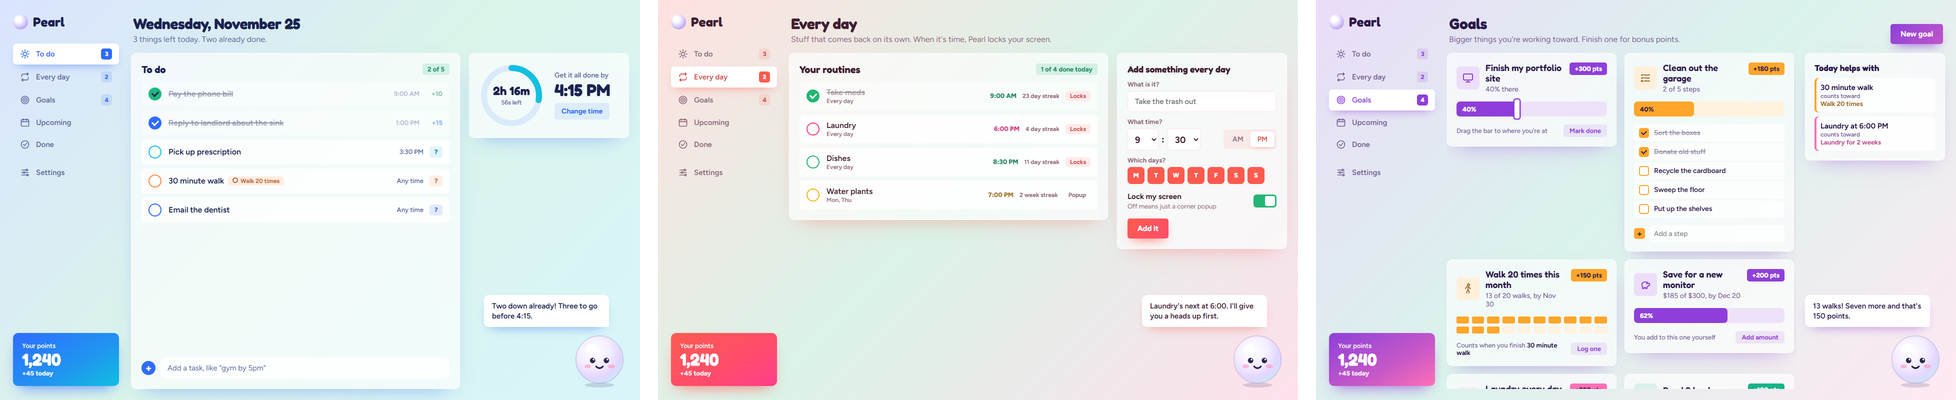 Pearl
To do
3
Every day
2
Goals
4
Upcoming
Done
Settings
Your points
1,240
+45 today
Wednesday, November 25
3 things left today. Two already done.
To do
2 of 5
Pay the phone bill
9:00 AM
+10
Reply to landlord about the sink
1:00 PM
+15
Pick up prescription
3:30 PM
?
30 minute walk
Walk 20 times
Any time
?
Email the dentist
Any time
?
+
Add a task, like "gym by 5pm"
2h 16m
56s left
Get it all done by
4:15 PM
Change time
Two down already! Three to go
before 4:15.
Pearl
To do
3
Every day
2
Goals
4
Upcoming
Done
Settings
Your points
1,240
+45 today
Every day
Stuff that comes back on its own. When it's time, Pearl locks your screen.
Your routines
1 of 4 done today
Take meds
Every day
9:00 AM
23 day streak
Locks
Laundry
Every day
6:00 PM
4 day streak
Locks
Dishes
Every day
8:30 PM
11 day streak
Locks
Water plants
Mon, Thu
7:00 PM
2 week streak
Popup
Add something every day
What is it?
Take the trash out
What time?
9
:
30
AM
PM
Which days?
M
T
W
T
F
S
S
Lock my screen
Off means just a corner popup
Add it
Laundry's next at 6:00. I'll give
you a heads up first.
Pearl
To do
3
Every day
2
Goals
4
Upcoming
Done
Settings
Your points
1,240
+45 today
Goals
Bigger things you're working toward. Finish one for bonus points.
New goal
Finish my portfolio
site
+300 pts
40% there
40%
Drag the bar to where you're at
Mark done
Clean out the
garage
+180 pts
2 of 5 steps
40%
Sort the boxes
Donate old stuff
Recycle the cardboard
Sweep the floor
Put up the shelves
+
Add a step
Today helps with
30 minute walk
counts toward
Walk 20 times
Laundry at 6:00 PM
counts toward
Laundry for 2 weeks
Walk 20 times this
month
+150 pts
13 of 20 walks, by Nov
30
Counts when you finish 30 minute
walk
Log one
Save for a new
monitor
+200 pts
$185 of $300, by Dec 20
62%
You add to this one yourself
Add amount
13 walks! Seven more and that's
150 points.
Laundry every day